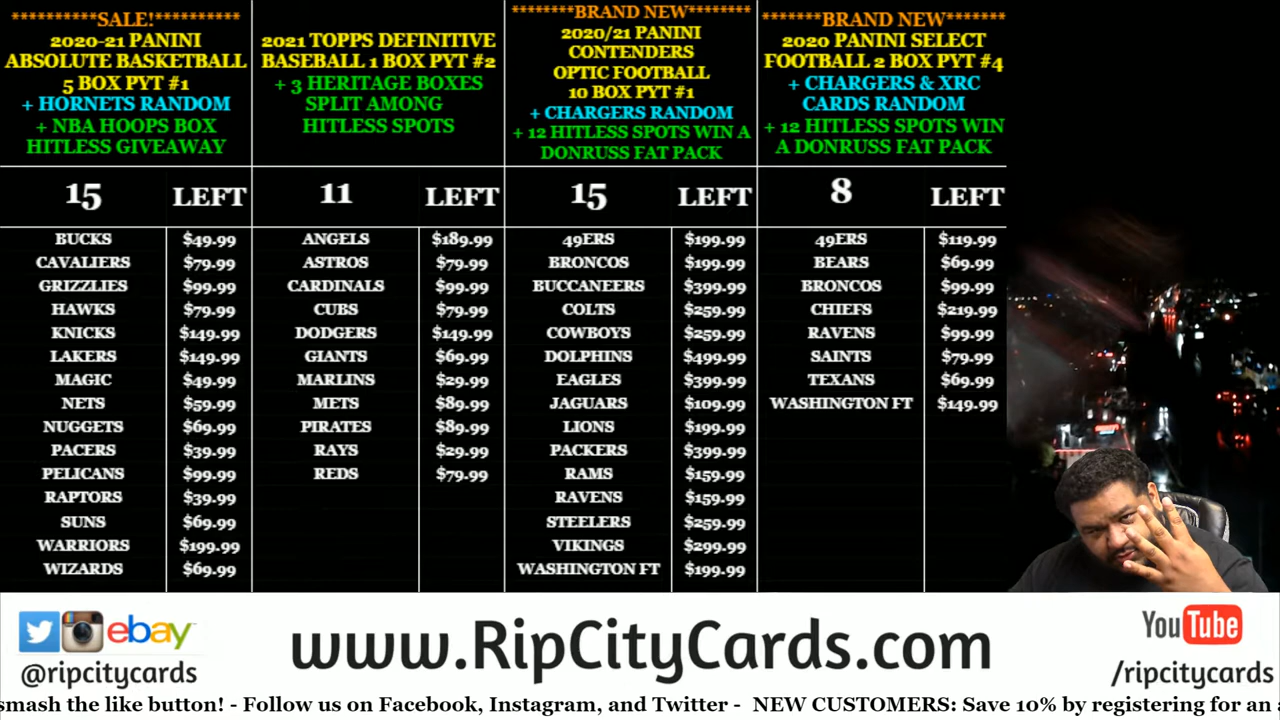 **********SALE!**********
2020-21 PANINI
ABSOLUTE BASKETBALL
5 BOX PYT #1
+ HORNETS RANDOM
+ NBA HOOPS BOX
HITLESS GIVEAWAY
15 LEFT
BUCKS $49.99
CAVALIERS $79.99
GRIZZLIES $99.99
HAWKS $79.99
KNICKS $149.99
LAKERS $149.99
MAGIC $49.99
NETS $59.99
NUGGETS $69.99
PACERS $39.99
PELICANS $99.99
RAPTORS $39.99
SUNS $69.99
WARRIORS $199.99
WIZARDS $69.99
2021 TOPPS DEFINITIVE
BASEBALL 1 BOX PYT #2
+ 3 HERITAGE BOXES
SPLIT AMONG
HITLESS SPOTS
11 LEFT
ANGELS $189.99
ASTROS $79.99
CARDINALS $99.99
CUBS $79.99
DODGERS $149.99
GIANTS $69.99
MARLINS $29.99
METS $89.99
PIRATES $89.99
RAYS $29.99
REDS $79.99
********BRAND NEW********
2020/21 PANINI
CONTENDERS
OPTIC FOOTBALL
10 BOX PYT #1
+ CHARGERS RANDOM
+ 12 HITLESS SPOTS WIN A
DONRUSS FAT PACK
15 LEFT
49ERS $199.99
BRONCOS $199.99
BUCCANEERS $399.99
COLTS $259.99
COWBOYS $259.99
DOLPHINS $499.99
EAGLES $399.99
JAGUARS $109.99
LIONS $199.99
PACKERS $399.99
RAMS $159.99
RAVENS $159.99
STEELERS $259.99
VIKINGS $299.99
WASHINGTON FT $199.99
********BRAND NEW*******
2020 PANINI SELECT
FOOTBALL 2 BOX PYT #4
+ CHARGERS & XRC
CARDS RANDOM
+ 12 HITLESS SPOTS WIN
A DONRUSS FAT PACK
8 LEFT
49ERS $119.99
BEARS $69.99
BRONCOS $99.99
CHIEFS $219.99
RAVENS $99.99
SAINTS $79.99
TEXANS $69.99
WASHINGTON FT $149.99
ebay
@ripcitycards
www.RipCityCards.com
YouTube
/ripcitycards
smash the like button! - Follow us on Facebook, Instagram, and Twitter - NEW CUSTOMERS: Save 10% by registering for an a